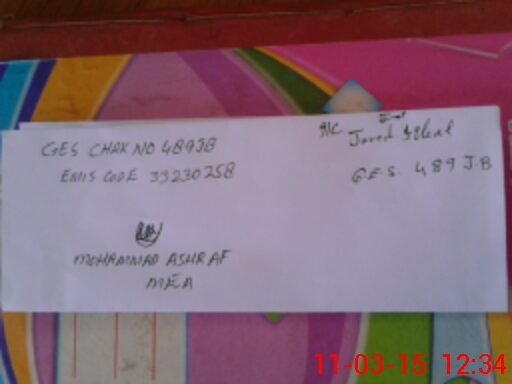 GES CHAK NO 489JB
EMIS CODE 33230258
MOHAMMAD ASHRAF
MEA
I/C
Javed Iqbal
G.E.S. 489 JB
11-03-15 12:34